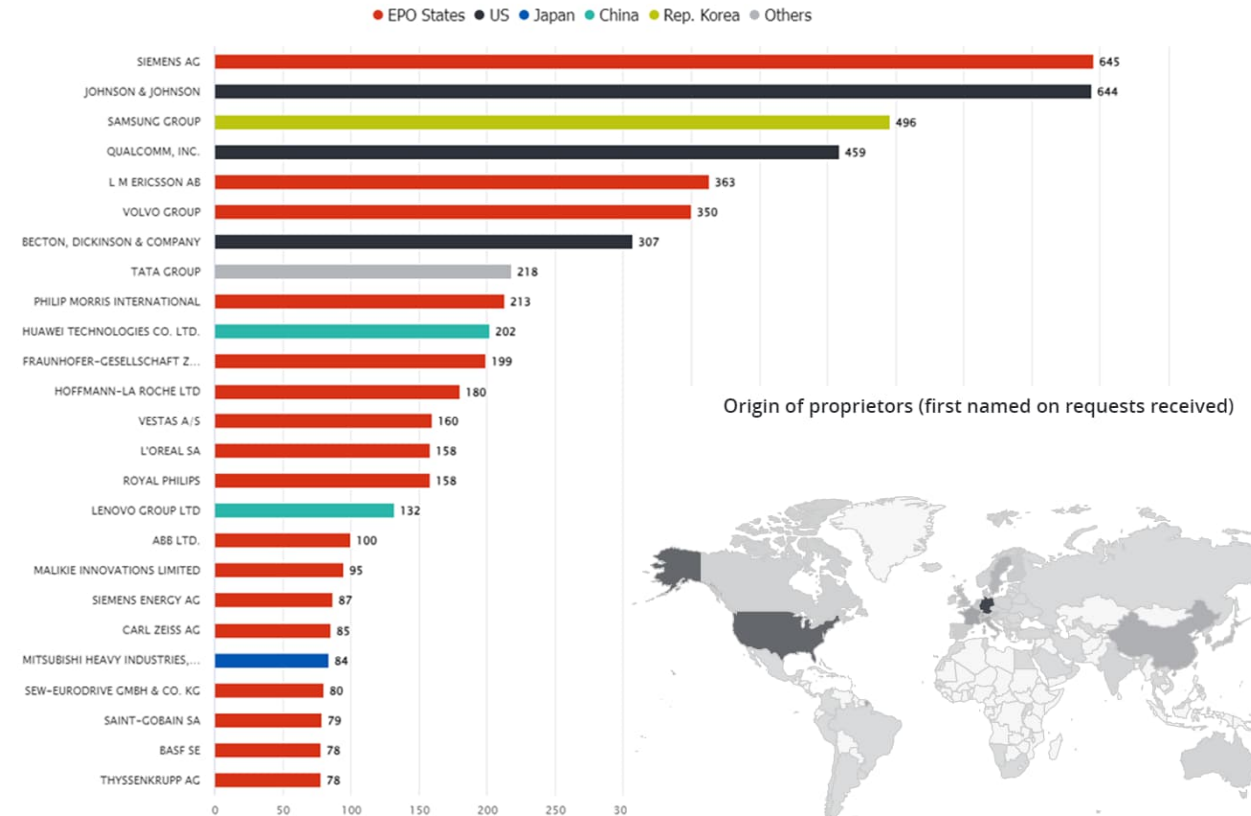 EPO States US Japan China Rep. Korea Others
SIEMENS AG 645
JOHNSON & JOHNSON 644
SAMSUNG GROUP 496
QUALCOMM, INC. 459
L M ERICSSON AB 363
VOLVO GROUP 350
BECTON, DICKINSON & COMPANY 307
TATA GROUP 218
PHILIP MORRIS INTERNATIONAL 213
HUAWEI TECHNOLOGIES CO. LTD. 202
FRAUNHOFER-GESELLSCHAFT Z... 199
HOFFMANN-LA ROCHE LTD 180
Origin of proprietors (first named on requests received)
VESTAS A/S 160
L'OREAL SA 158
ROYAL PHILIPS 158
LENOVO GROUP LTD 132
ABB LTD. 100
MALIKIE INNOVATIONS LIMITED 95
SIEMENS ENERGY AG 87
CARL ZEISS AG 85
MITSUBISHI HEAVY INDUSTRIES,... 84
SEW-EURODRIVE GMBH & CO. KG 80
SAINT-GOBAIN SA 79
BASF SE 78
THYSSENKRUPP AG 78
0 50 100 150 200 250 30